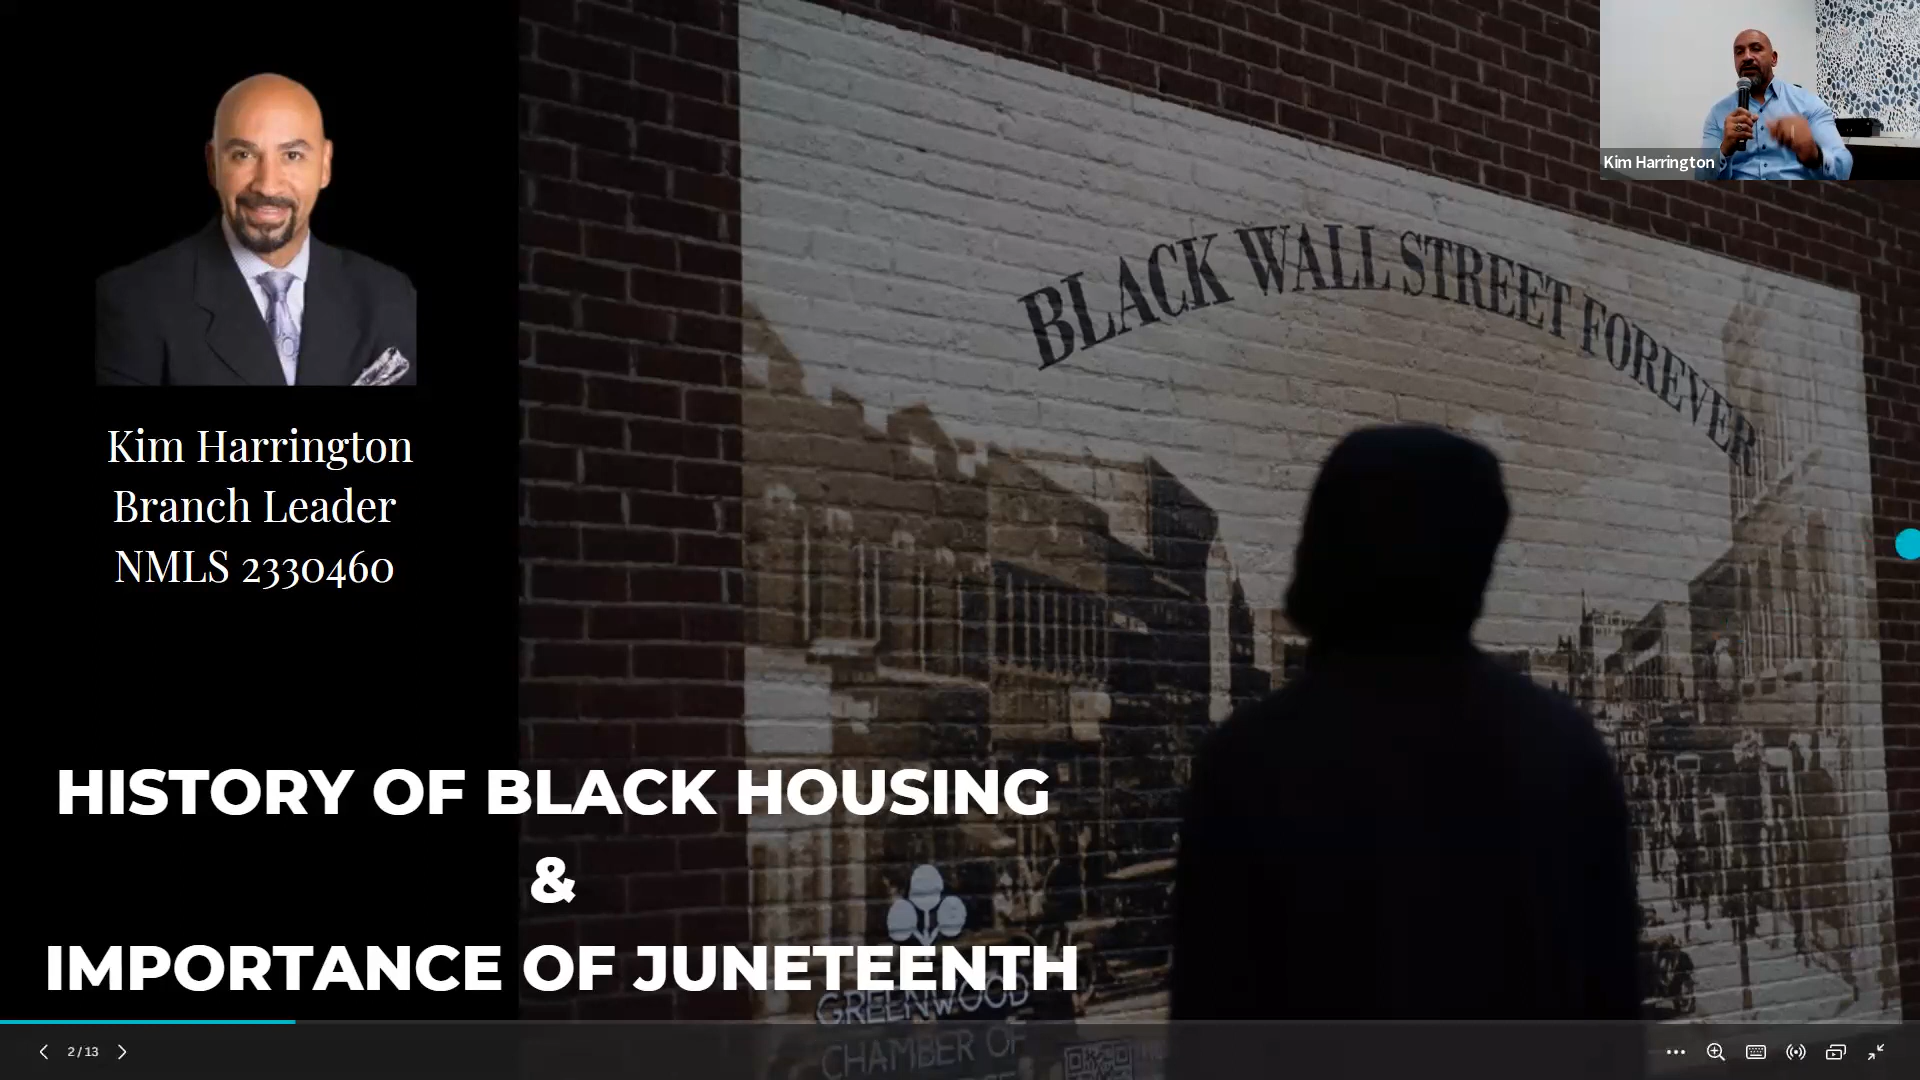 Kim Harrington
Kim Harrington
Branch Leader
NMLS 2330460
BLACK WALL STREET FOREVER
HISTORY OF BLACK HOUSING
&
IMPORTANCE OF JUNETEENTH
GREENWOOD
CHAMBER OF
2 / 13